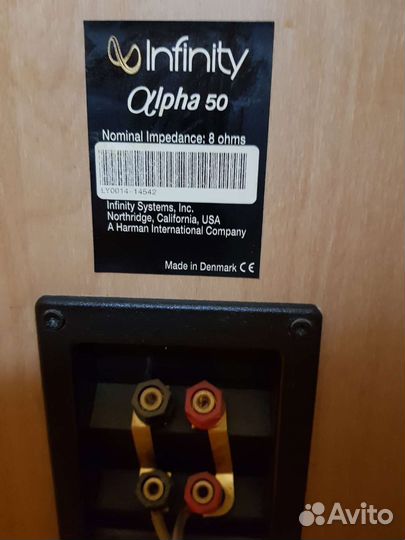 Infinity
αlpha 50
Nominal Impedance: 8 ohms
LY0014-14542
Infinity Systems, Inc.
Northridge, California, USA
A Harman International Company
Made in Denmark CE
Avito